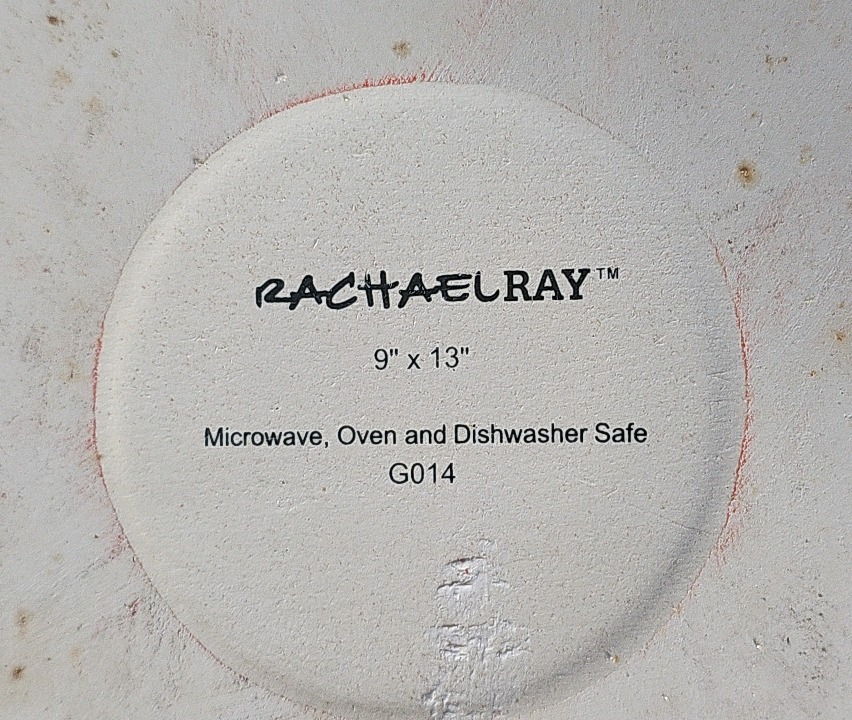 RACHAELRAY™
9" x 13"
Microwave, Oven and Dishwasher Safe
G014